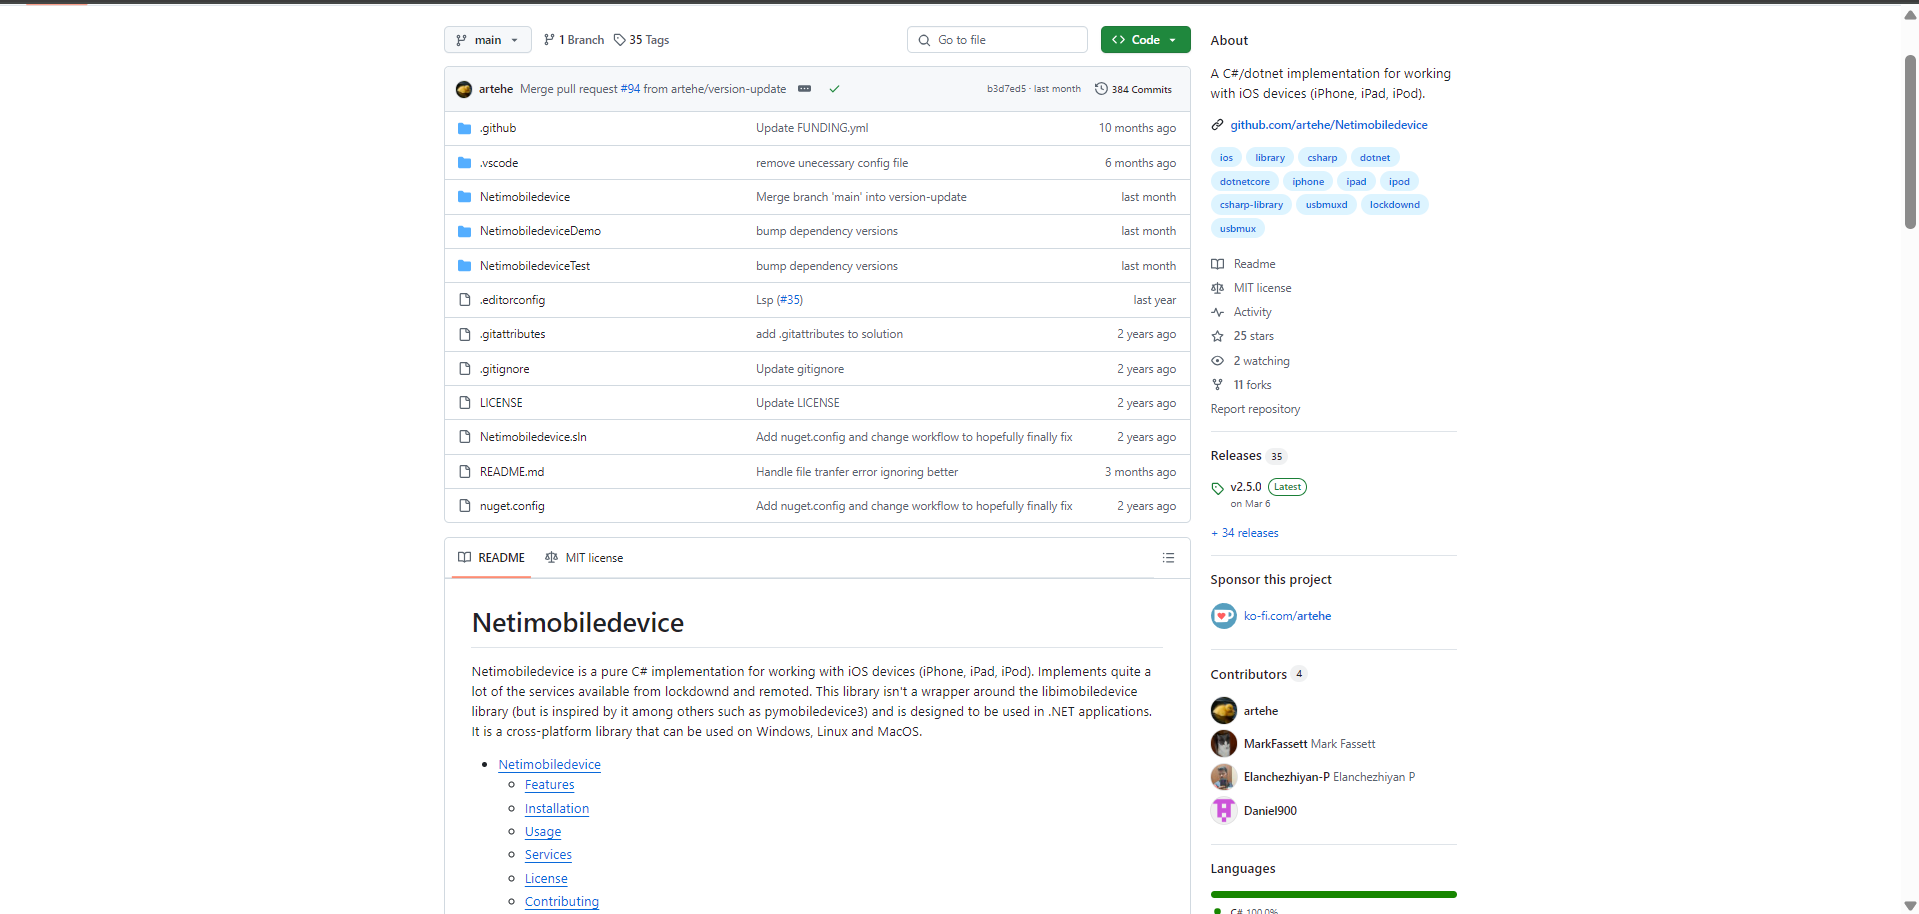 main
1 Branch
35 Tags
Go to file
Code
artehe Merge pull request #94 from artehe/version-update
b3d7ed5 · last month
384 Commits
.github Update FUNDING.yml 10 months ago
.vscode remove unecessary config file 6 months ago
Netimobiledevice Merge branch 'main' into version-update last month
NetimobiledeviceDemo bump dependency versions last month
NetimobiledeviceTest bump dependency versions last month
.editorconfig Lsp (#35) last year
.gitattributes add .gitattributes to solution 2 years ago
.gitignore Update gitignore 2 years ago
LICENSE Update LICENSE 2 years ago
Netimobiledevice.sln Add nuget.config and change workflow to hopefully finally fix 2 years ago
README.md Handle file tranfer error ignoring better 3 months ago
nuget.config Add nuget.config and change workflow to hopefully finally fix 2 years ago
README
MIT license
Netimobiledevice
Netimobiledevice is a pure C# implementation for working with iOS devices (iPhone, iPad, iPod). Implements quite a
lot of the services available from lockdownd and remoted. This library isn't a wrapper around the libimobiledevice
library (but is inspired by it among others such as pymobiledevice3) and is designed to be used in .NET applications.
It is a cross-platform library that can be used on Windows, Linux and MacOS.
Netimobiledevice
Features
Installation
Usage
Services
License
Contributing
About
A C#/dotnet implementation for working
with iOS devices (iPhone, iPad, iPod).
github.com/artehe/Netimobiledevice
ios library csharp dotnet
dotnetcore iphone ipad ipod
csharp-library usbmuxd lockdownd
usbmux
Readme
MIT license
Activity
25 stars
2 watching
11 forks
Report repository
Releases 35
v2.5.0 Latest
on Mar 6
+ 34 releases
Sponsor this project
ko-fi.com/artehe
Contributors 4
artehe
MarkFassett Mark Fassett
Elanchezhiyan-P Elanchezhiyan P
Daniel900
Languages
C# 100.0%